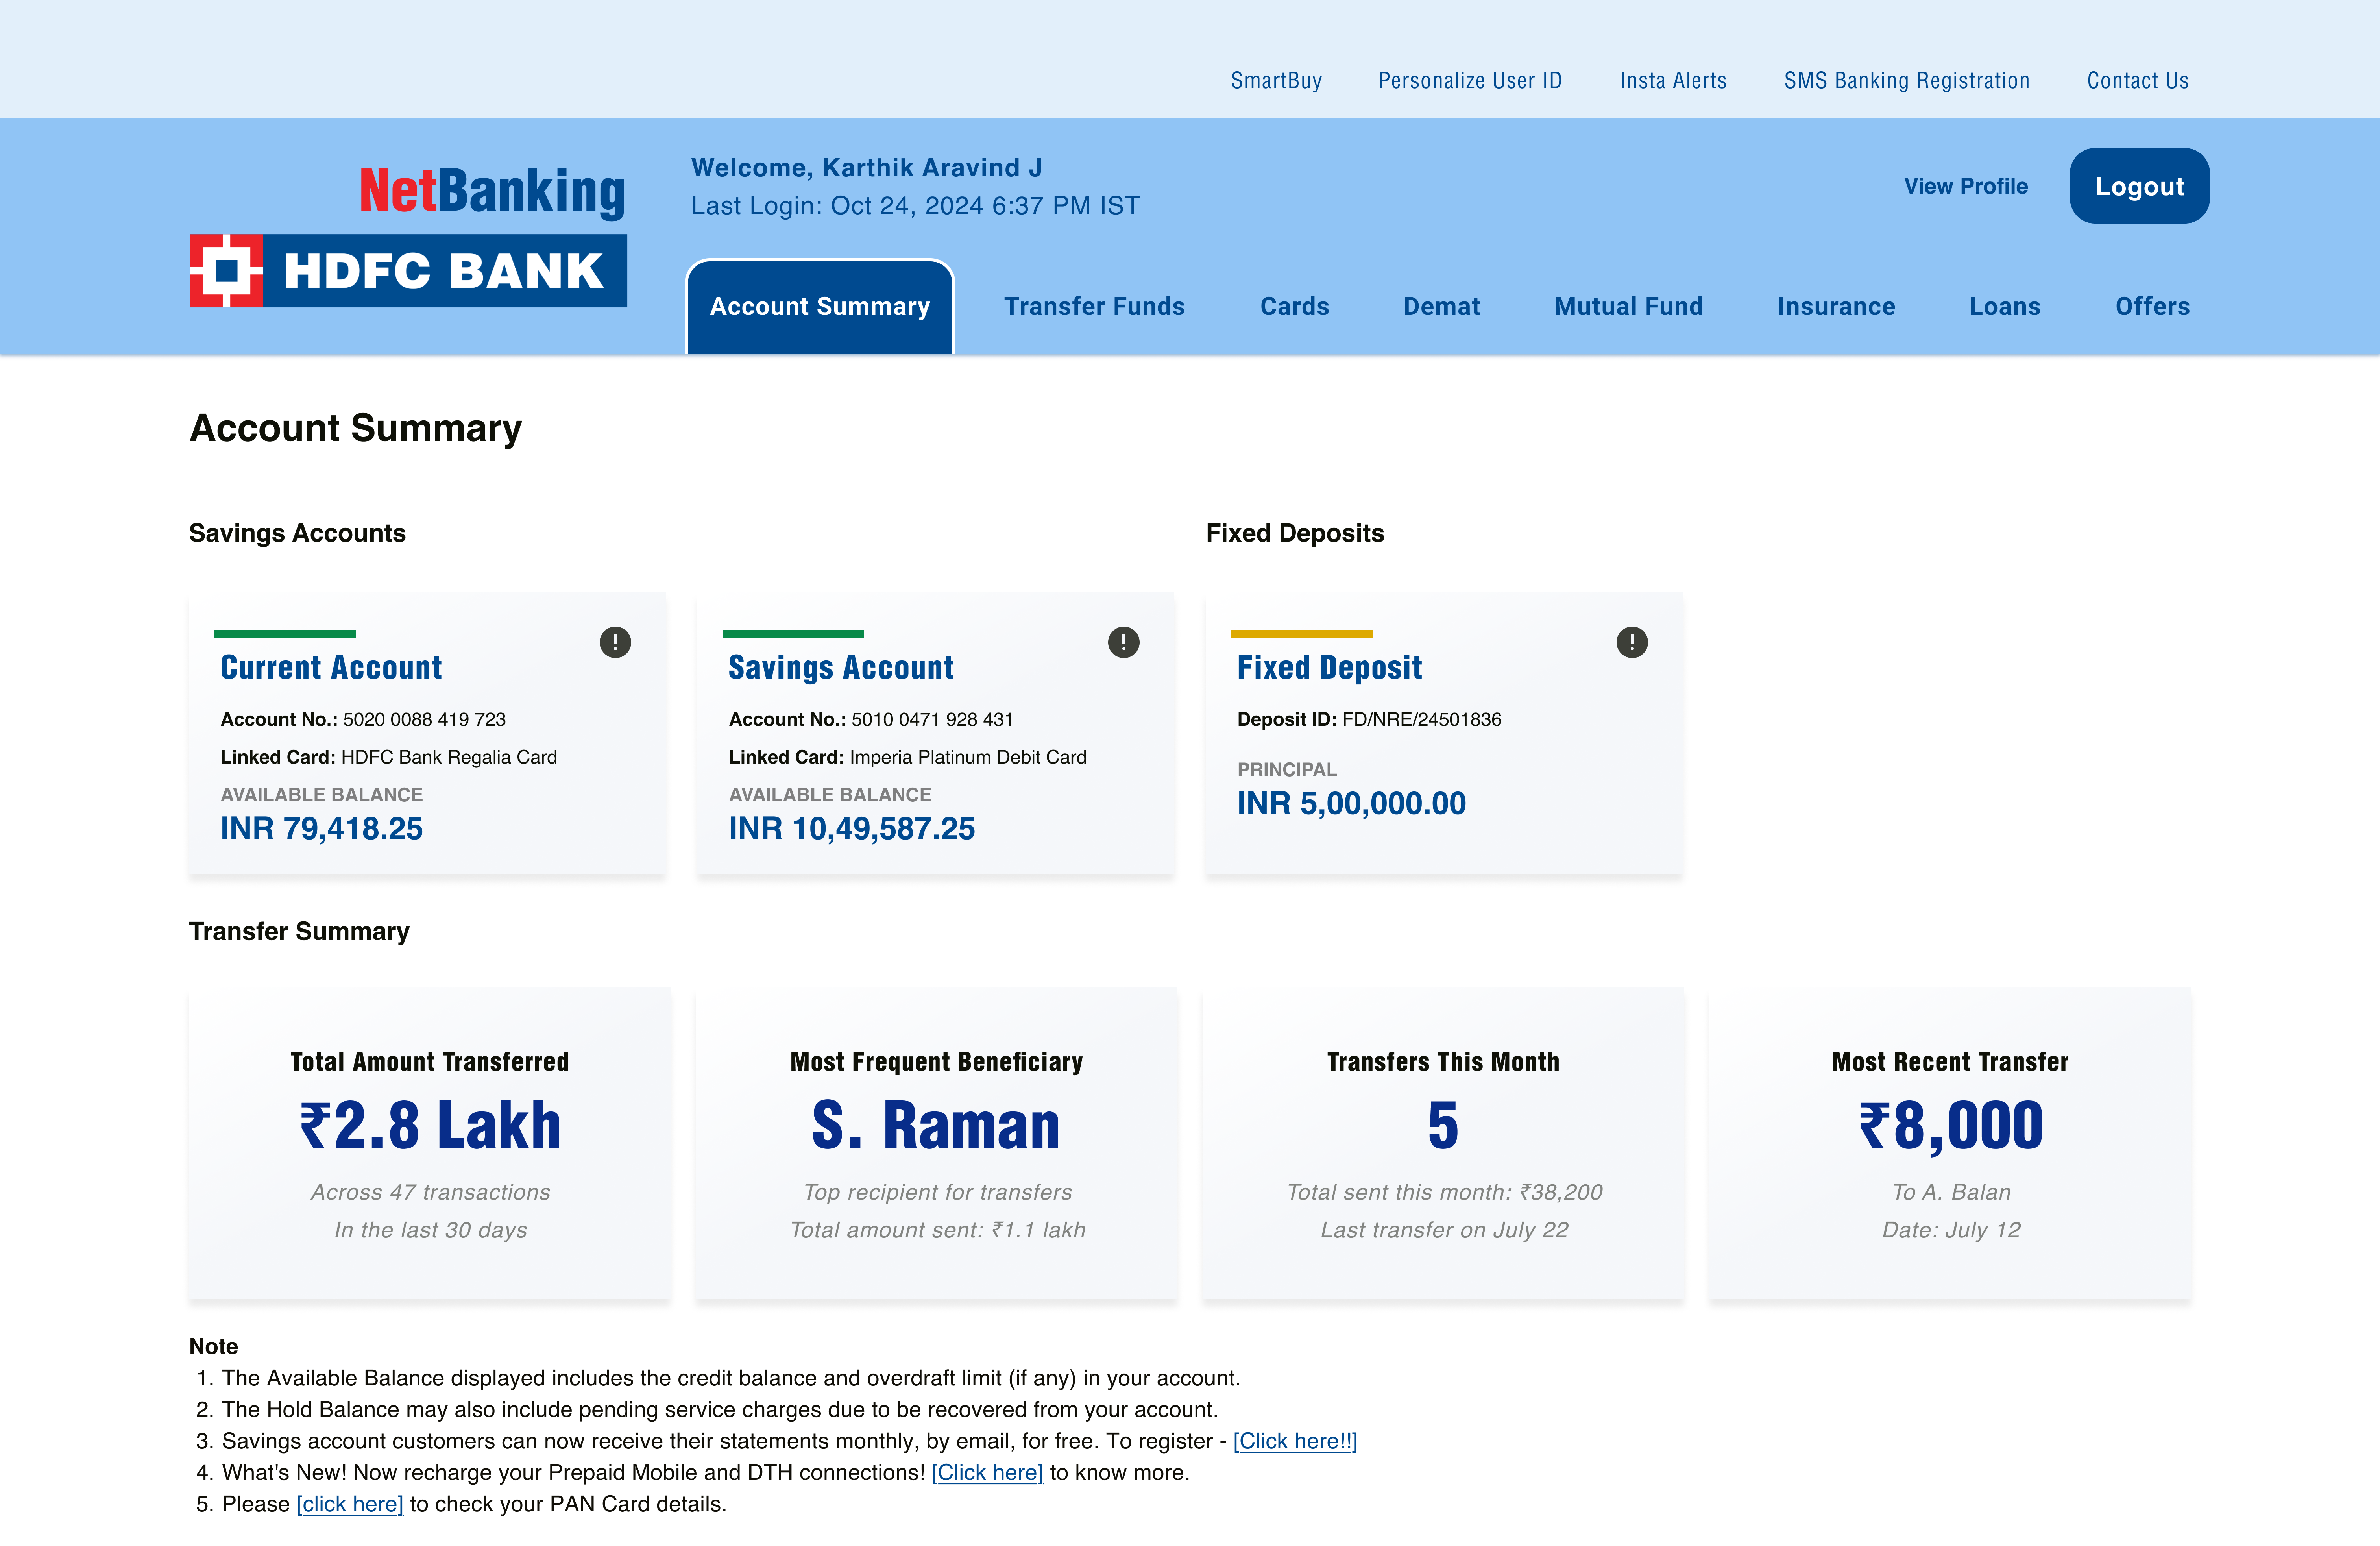 SmartBuy Personalize User ID Insta Alerts SMS Banking Registration Contact Us
NetBanking
HDFC BANK
Welcome, Karthik Aravind J
Last Login: Oct 24, 2024 6:37 PM IST
View Profile Logout
Account Summary Transfer Funds Cards Demat Mutual Fund Insurance Loans Offers
Account Summary
Savings Accounts
Current Account
Account No.: 5020 0088 419 723
Linked Card: HDFC Bank Regalia Card
AVAILABLE BALANCE
INR 79,418.25
Savings Account
Account No.: 5010 0471 928 431
Linked Card: Imperia Platinum Debit Card
AVAILABLE BALANCE
INR 10,49,587.25
Fixed Deposits
Fixed Deposit
Deposit ID: FD/NRE/24501836
PRINCIPAL
INR 5,00,000.00
Transfer Summary
Total Amount Transferred
₹2.8 Lakh
Across 47 transactions
In the last 30 days
Most Frequent Beneficiary
S. Raman
Top recipient for transfers
Total amount sent: ₹1.1 lakh
Transfers This Month
5
Total sent this month: ₹38,200
Last transfer on July 22
Most Recent Transfer
₹8,000
To A. Balan
Date: July 12
Note
1. The Available Balance displayed includes the credit balance and overdraft limit (if any) in your account.
2. The Hold Balance may also include pending service charges due to be recovered from your account.
3. Savings account customers can now receive their statements monthly, by email, for free. To register - [Click here!!]
4. What's New! Now recharge your Prepaid Mobile and DTH connections! [Click here] to know more.
5. Please [click here] to check your PAN Card details.